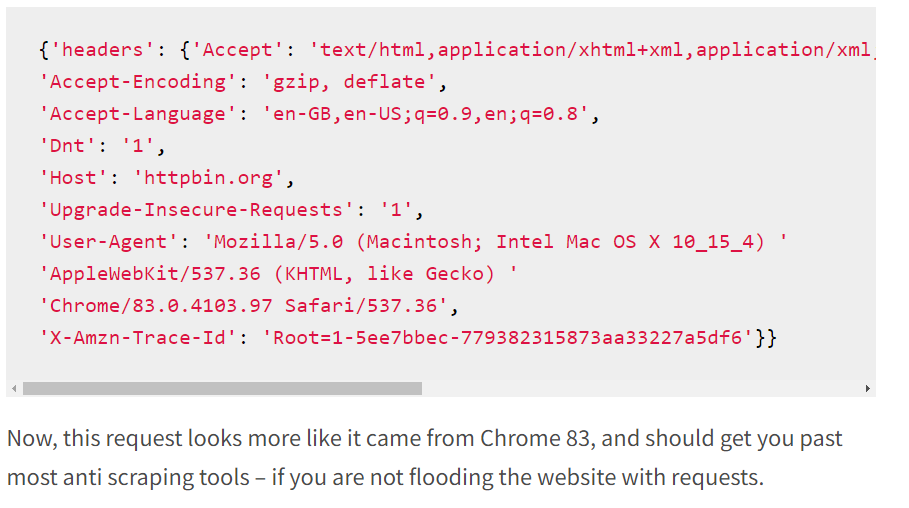 {'headers': {'Accept': 'text/html,application/xhtml+xml,application/xml
'Accept-Encoding': 'gzip, deflate',
'Accept-Language': 'en-GB,en-US;q=0.9,en;q=0.8',
'Dnt': '1',
'Host': 'httpbin.org',
'Upgrade-Insecure-Requests': '1',
'User-Agent': 'Mozilla/5.0 (Macintosh; Intel Mac OS X 10_15_4) '
'AppleWebKit/537.36 (KHTML, like Gecko) '
'Chrome/83.0.4103.97 Safari/537.36',
'X-Amzn-Trace-Id': 'Root=1-5ee7bbec-779382315873aa33227a5df6'}}
Now, this request looks more like it came from Chrome 83, and should get you past
most anti scraping tools – if you are not flooding the website with requests.